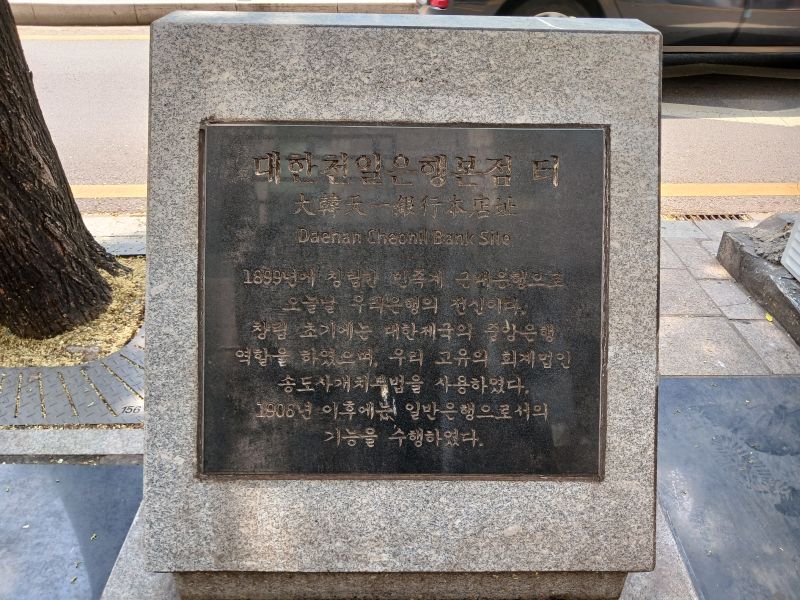 대한천일은행본점 터
大韓天一銀行本店址
Daehan Cheonil Bank Site
1899년에 창립한 민족계 근대은행으로
오늘날 우리은행의 전신이다.
창립 초기에는 대한제국의 중앙은행
역할을 하였으며, 우리 고유의 회계법인
송도사개치부법을 사용하였다.
1906년 이후에는 일반은행으로서의
기능을 수행하였다.
156